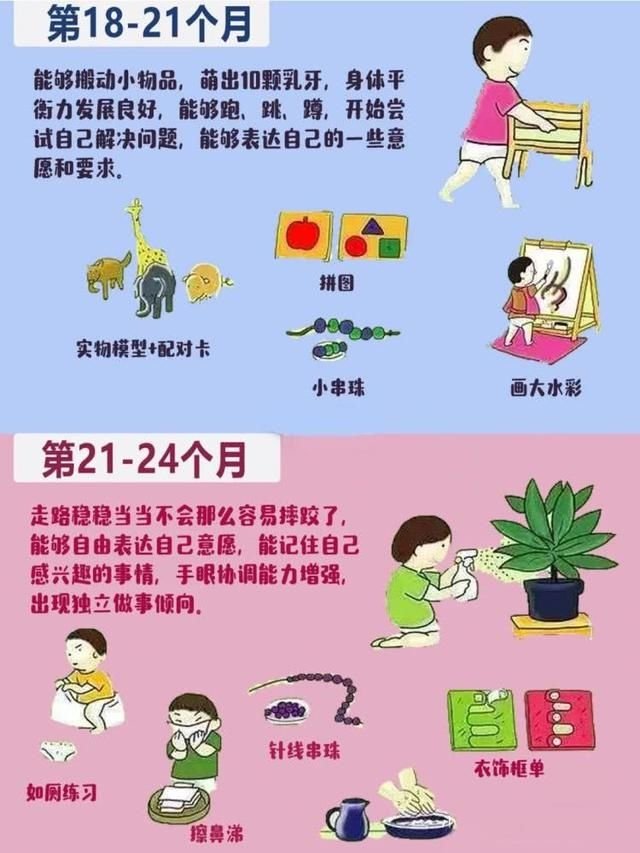 第18-21个月
能够搬动小物品，萌出10颗乳牙，身体平
衡力发展良好，能够跑、跳、蹲，开始尝
试自己解决问题，能够表达自己的一些意
愿和要求。
拼图
实物模型+配对卡
小串珠
画大水彩
第21-24个月
走路稳稳当当不会那么容易摔跤了，
能够自由表达自己意愿，能记住自己
感兴趣的事情，手眼协调能力增强，
出现独立做事倾向。
针线串珠
衣饰框单
如厕练习
擦鼻涕